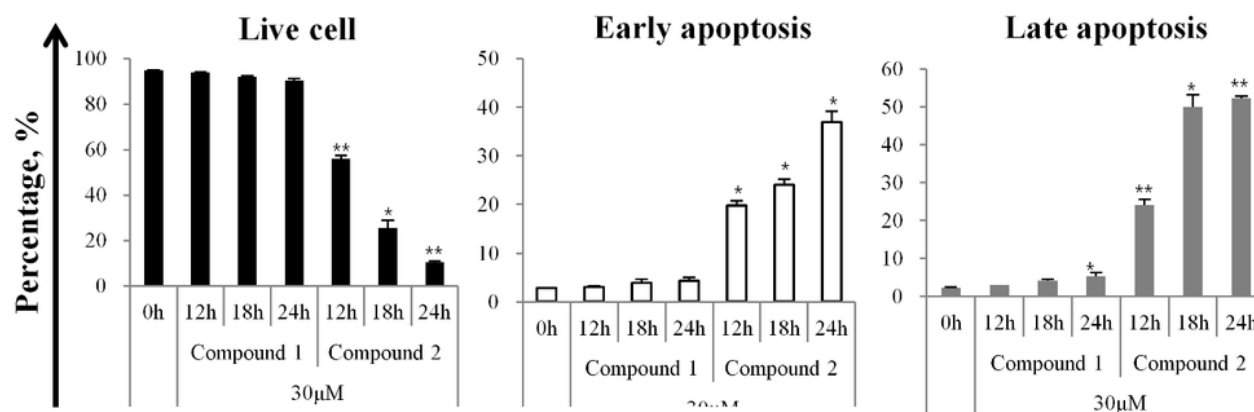 Percentage, %
Live cell
100
80
60
40
20
0
**
*
**
0h 12h 18h 24h 12h 18h 24h
Compound 1 Compound 2
30μM
Early apoptosis
50
40
30
20
10
0
*
*
*
0h 12h 18h 24h 12h 18h 24h
Compound 1 Compound 2
30μM
Late apoptosis
60
50
40
30
20
10
0
*
**
*
**
0h 12h 18h 24h 12h 18h 24h
Compound 1 Compound 2
30μM